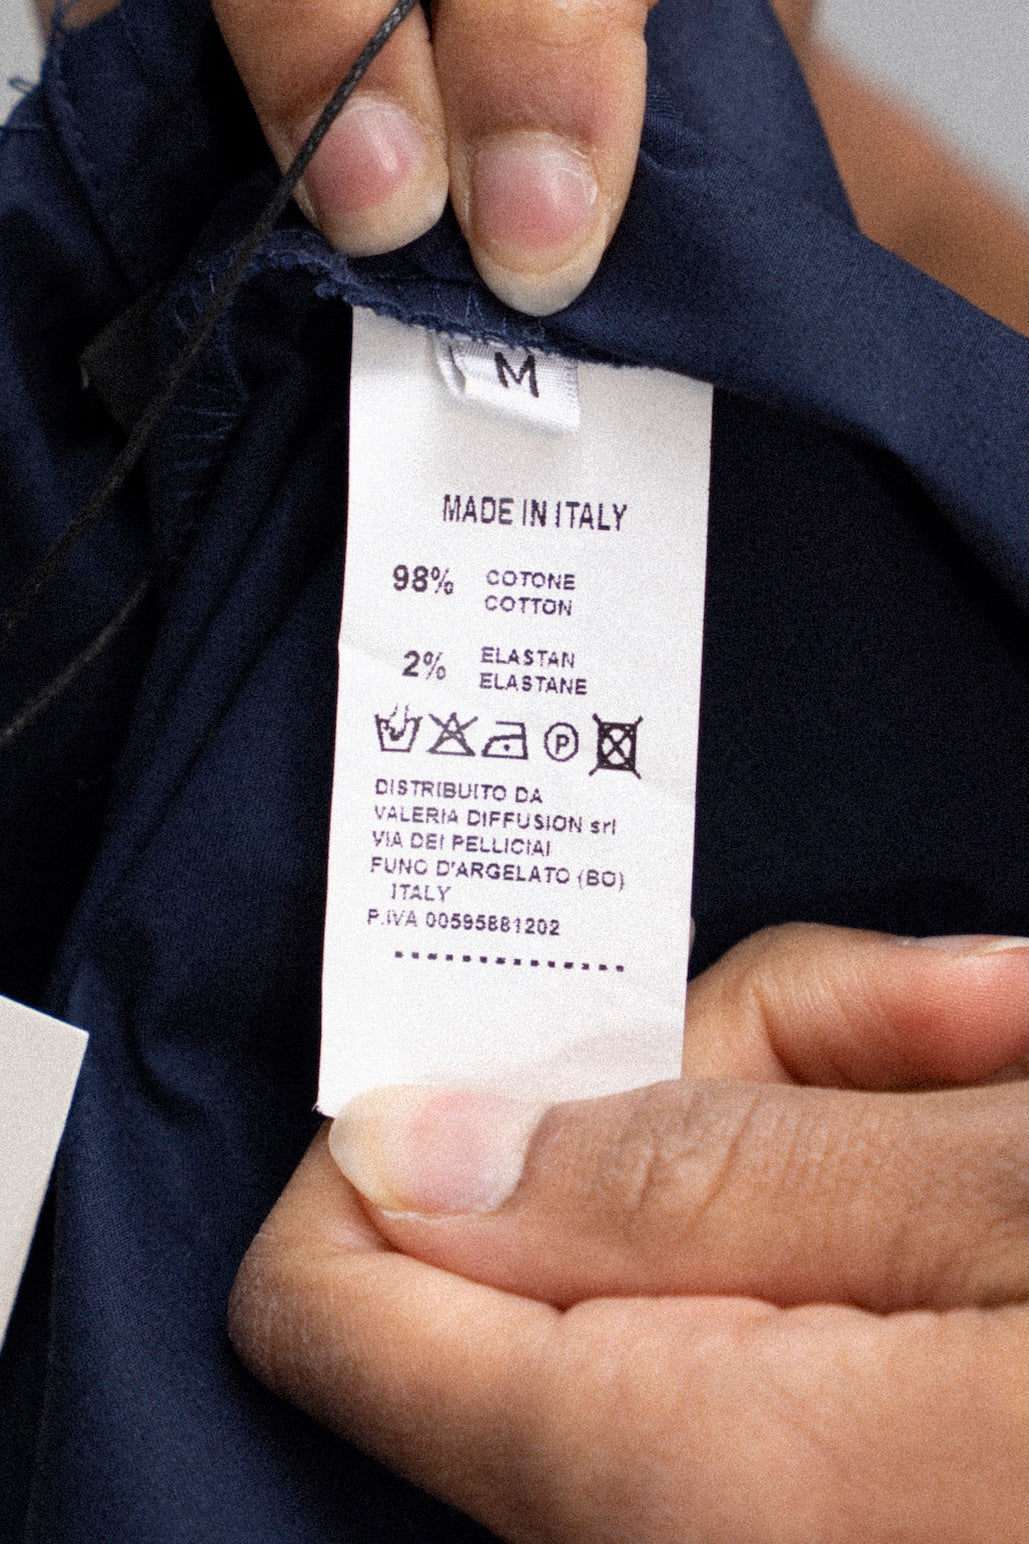 M
MADE IN ITALY
98% COTONE
COTTON
2% ELASTAN
ELASTANE
P
DISTRIBUITO DA
VALERIA DIFFUSION srl
VIA DEI PELLICIAI
FUNO D'ARGELATO (BO)
ITALY
P.IVA 00595881202